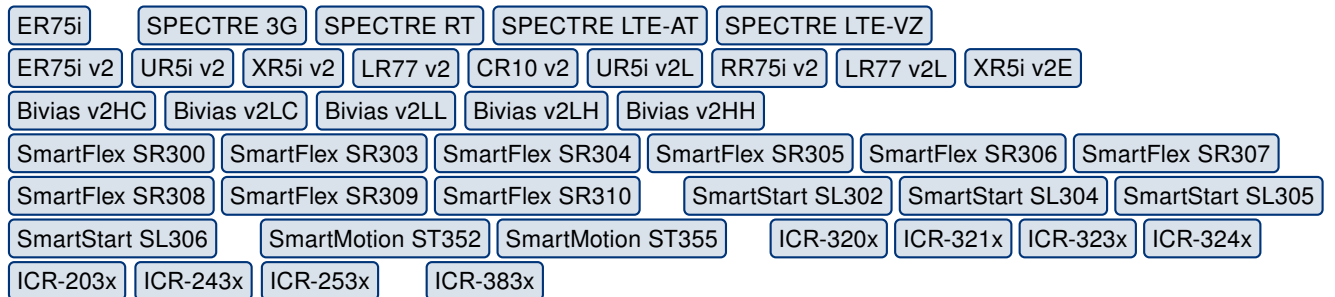 ER75i SPECTRE 3G SPECTRE RT SPECTRE LTE-AT SPECTRE LTE-VZ
ER75i v2 UR5i v2 XR5i v2 LR77 v2 CR10 v2 UR5i v2L RR75i v2 LR77 v2L XR5i v2E
Bivias v2HC Bivias v2LC Bivias v2LL Bivias v2LH Bivias v2HH
SmartFlex SR300 SmartFlex SR303 SmartFlex SR304 SmartFlex SR305 SmartFlex SR306 SmartFlex SR307
SmartFlex SR308 SmartFlex SR309 SmartFlex SR310 SmartStart SL302 SmartStart SL304 SmartStart SL305
SmartStart SL306 SmartMotion ST352 SmartMotion ST355 ICR-320x ICR-321x ICR-323x ICR-324x
ICR-203x ICR-243x ICR-253x ICR-383x